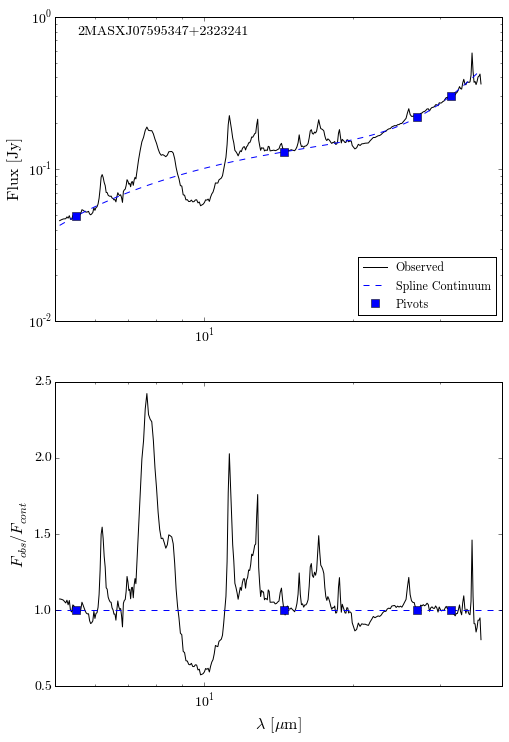 2MASXJ07595347+2323241
10^0
10^-1
10^-2
Flux [Jy]
Observed
Spline Continuum
Pivots
10^1
2.5
2.0
1.5
1.0
0.5
F_obs/F_cont
10^1
λ [μm]